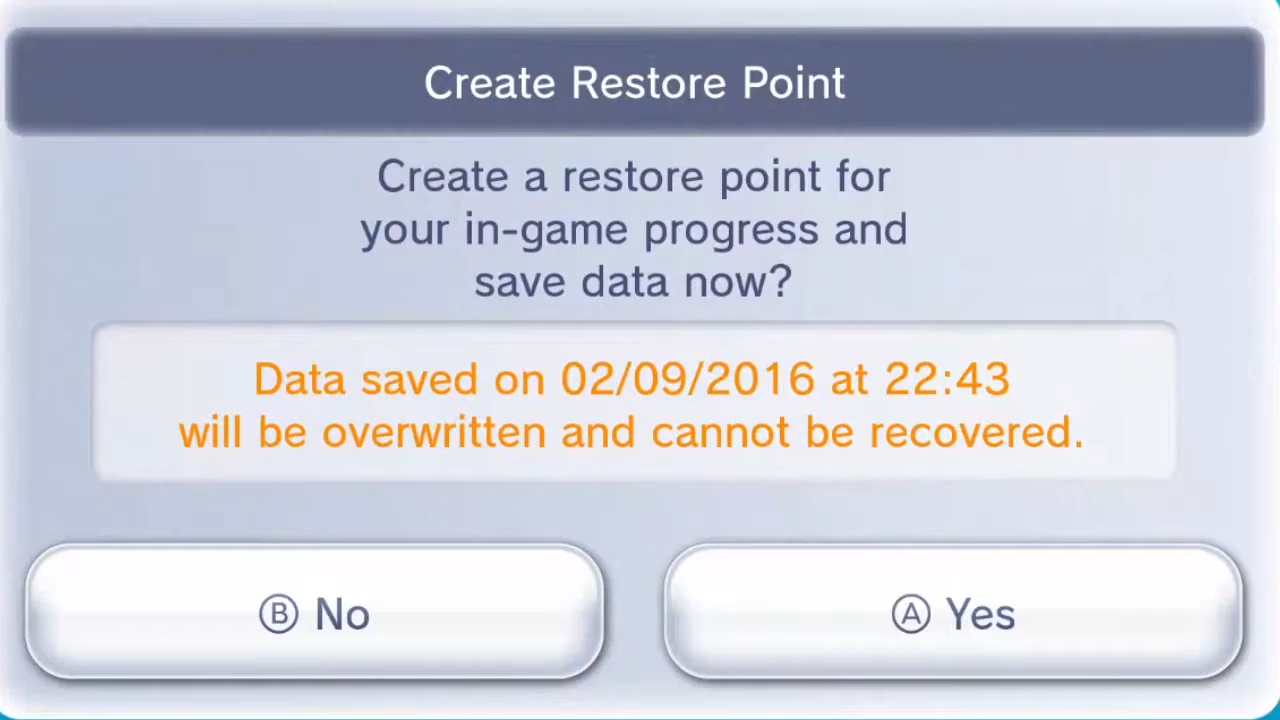 Create Restore Point
Create a restore point for
your in-game progress and
save data now?
Data saved on 02/09/2016 at 22:43
will be overwritten and cannot be recovered.
Ⓑ No
Ⓐ Yes